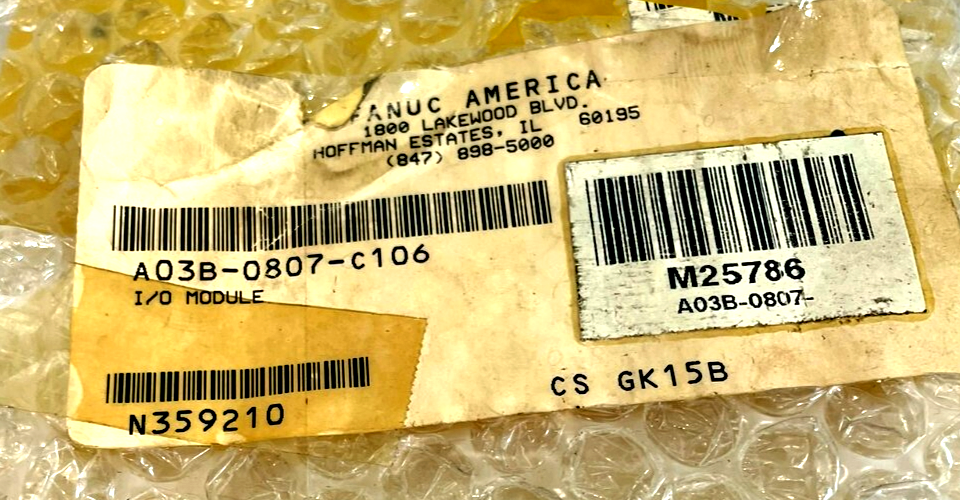 FANUC AMERICA
1800 LAKEWOOD BLVD.
HOFFMAN ESTATES, IL 60195
(847) 898-5000
A03B-0807-C106
I/O MODULE
M25786
A03B-0807-
N359210
CS GK15B